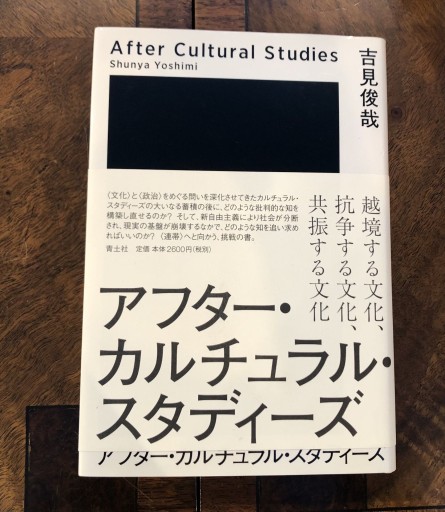 After Cultural Studies
Shunya Yoshimi
吉見俊哉
〈文化〉と〈政治〉をめぐる問いを深化させてきたカルチュラル・
スタディーズの大いなる蓄積の後に、どのような批判的な知を
構築し直せるのか? そして、新自由主義により社会が分断
され、現実の基盤が崩壊するなかで、どのような知を追い求め
ればいいのか? 〈連帯〉へと向かう、挑戦の書。
青土社 定価 本体2600円(税別)
越境する文化、
抗争する文化、
共振する文化
アフター・
カルチュラル・
スタディーズ
アフター・カルチュラル・スタディーズ